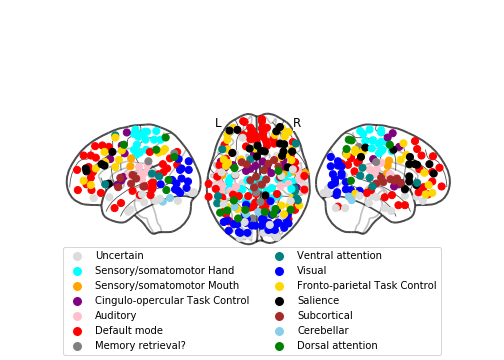 L R
Uncertain
Sensory/somatomotor Hand
Sensory/somatomotor Mouth
Cingulo-opercular Task Control
Auditory
Default mode
Memory retrieval?
Ventral attention
Visual
Fronto-parietal Task Control
Salience
Subcortical
Cerebellar
Dorsal attention